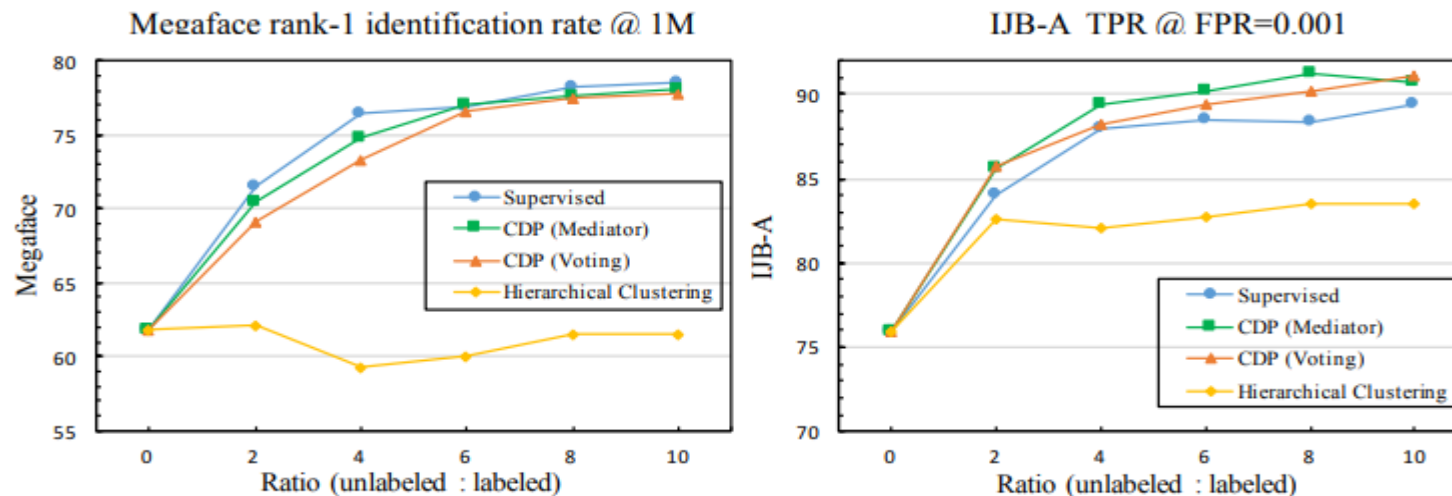 Megaface rank-1 identification rate @ 1M
80
75
70
65
60
55
Megaface
Supervised
CDP (Mediator)
CDP (Voting)
Hierarchical Clustering
0 2 4 6 8 10
Ratio (unlabeled : labeled)
IJB-A TPR @ FPR=0.001
90
85
80
75
70
IJB-A
Supervised
CDP (Mediator)
CDP (Voting)
Hierarchical Clustering
0 2 4 6 8 10
Ratio (unlabeled : labeled)